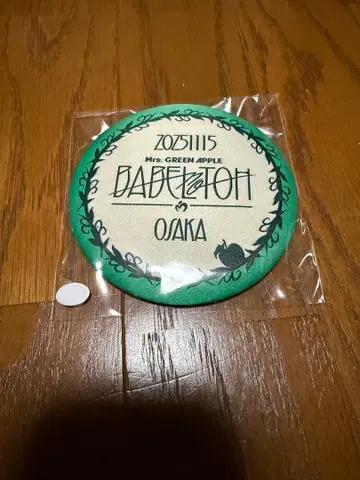 20251115
Mrs. GREEN APPLE
BABEL no TOH
OSAKA